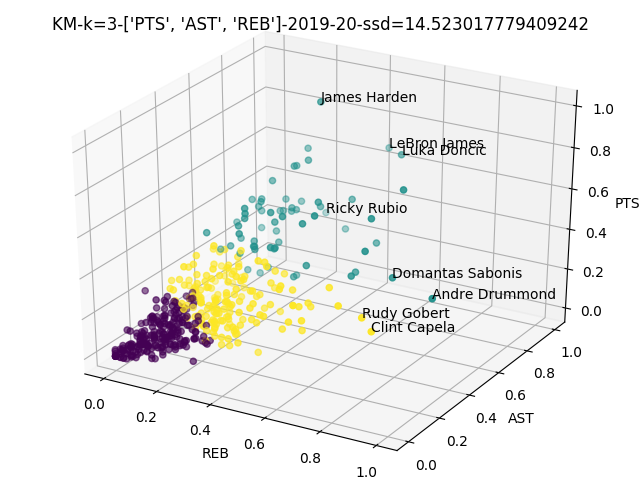 KM-k=3-['PTS', 'AST', 'REB']-2019-20-ssd=14.523017779409242
James Harden
LeBron James
Luka Doncic
Ricky Rubio
Domantas Sabonis
Andre Drummond
Rudy Gobert
Clint Capela
1.0
0.8
0.6
0.4
0.2
0.0
PTS
0.0
0.2
0.4
0.6
0.8
1.0
REB
0.0
0.2
0.4
0.6
0.8
1.0
AST